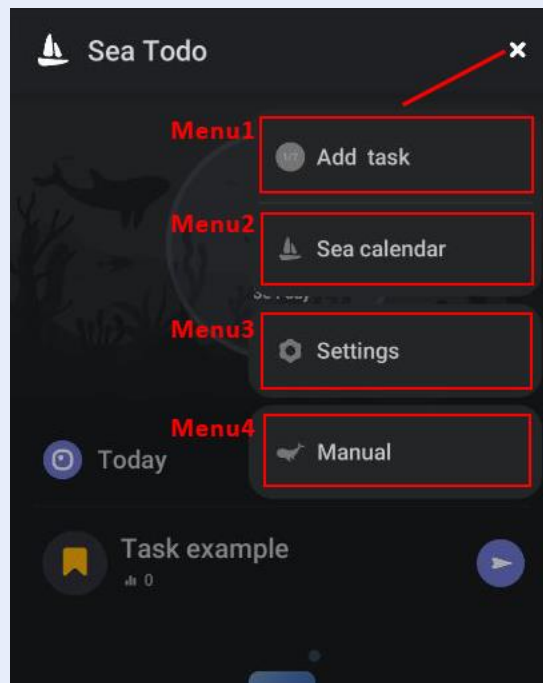 Sea Todo
Menu1
Add task
Menu2
Sea calendar
Menu3
Settings
Menu4
Manual
Today
Task example
0